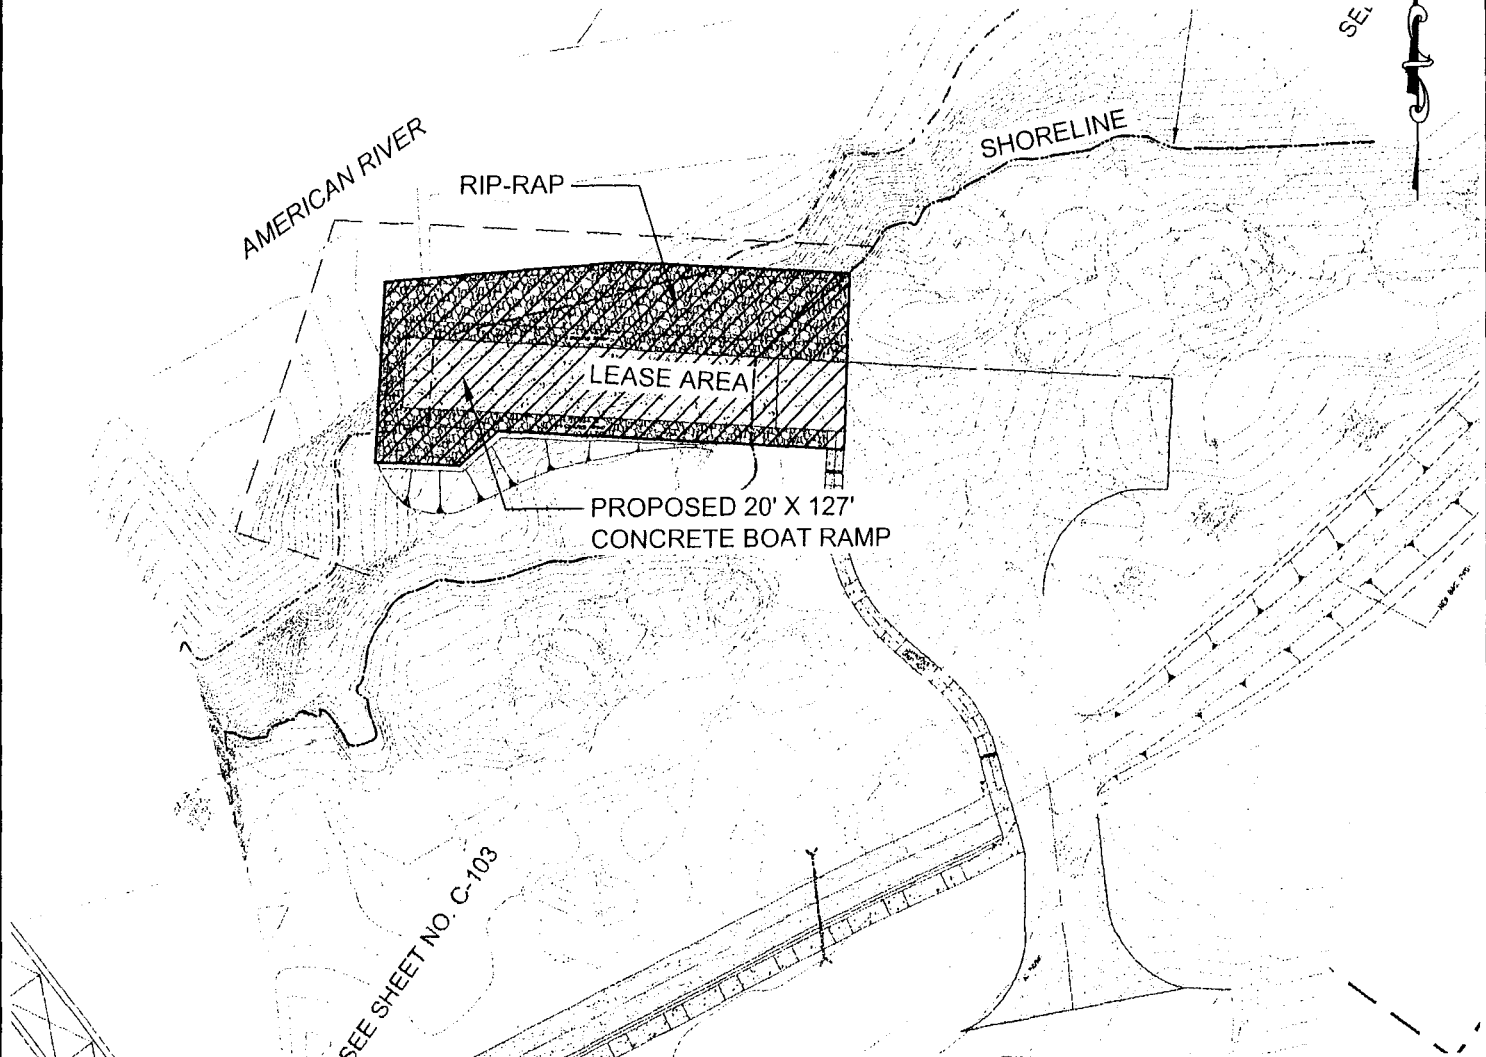 SHORELINE
AMERICAN RIVER
RIP-RAP
LEASE AREA
PROPOSED 20' X 127'
CONCRETE BOAT RAMP
SEE SHEET NO. C-103